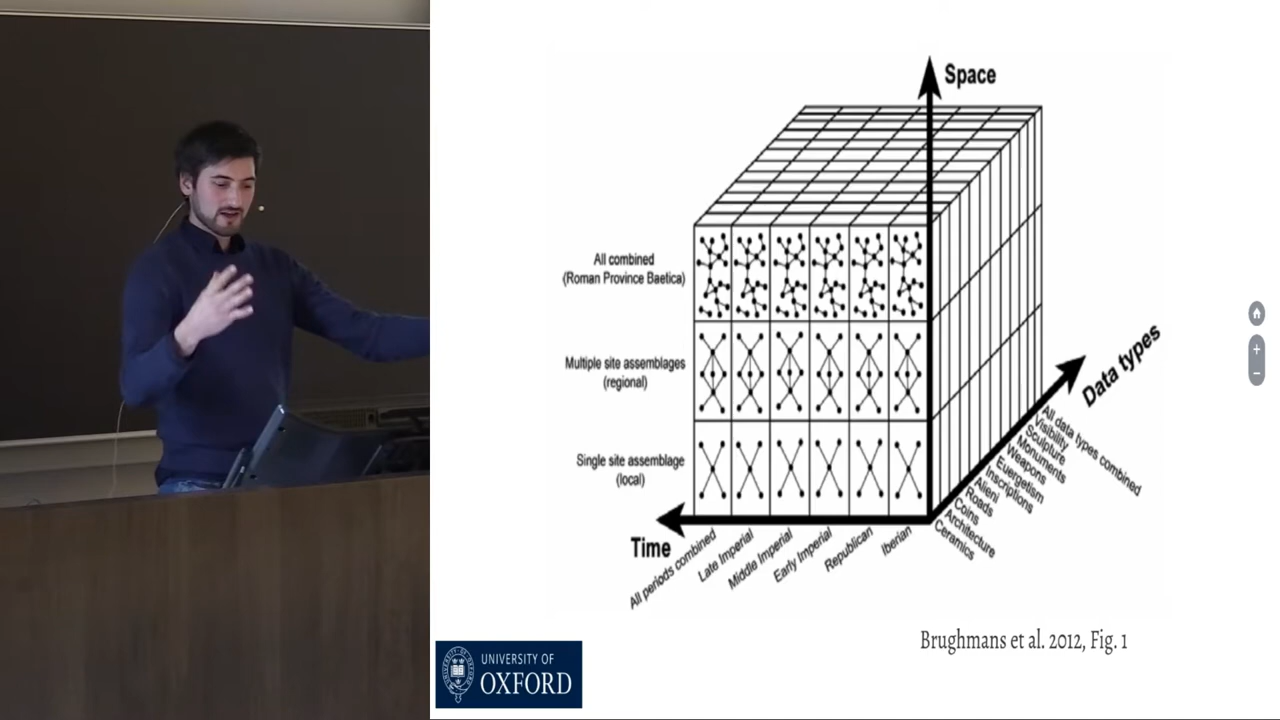 Space
All combined
(Roman Province Baetica)
Multiple site assemblages
(regional)
Single site assemblage
(local)
Time
All periods combined
Late Imperial
Middle Imperial
Early Imperial
Republican
Iberian
Data types
All data types combined
Visibility
Sculpture
Monuments
Weapons
Euergetism
Inscriptions
Alieni
Roads
Coins
Architecture
Ceramics
Brughmans et al. 2012, Fig. 1
UNIVERSITY OF
OXFORD